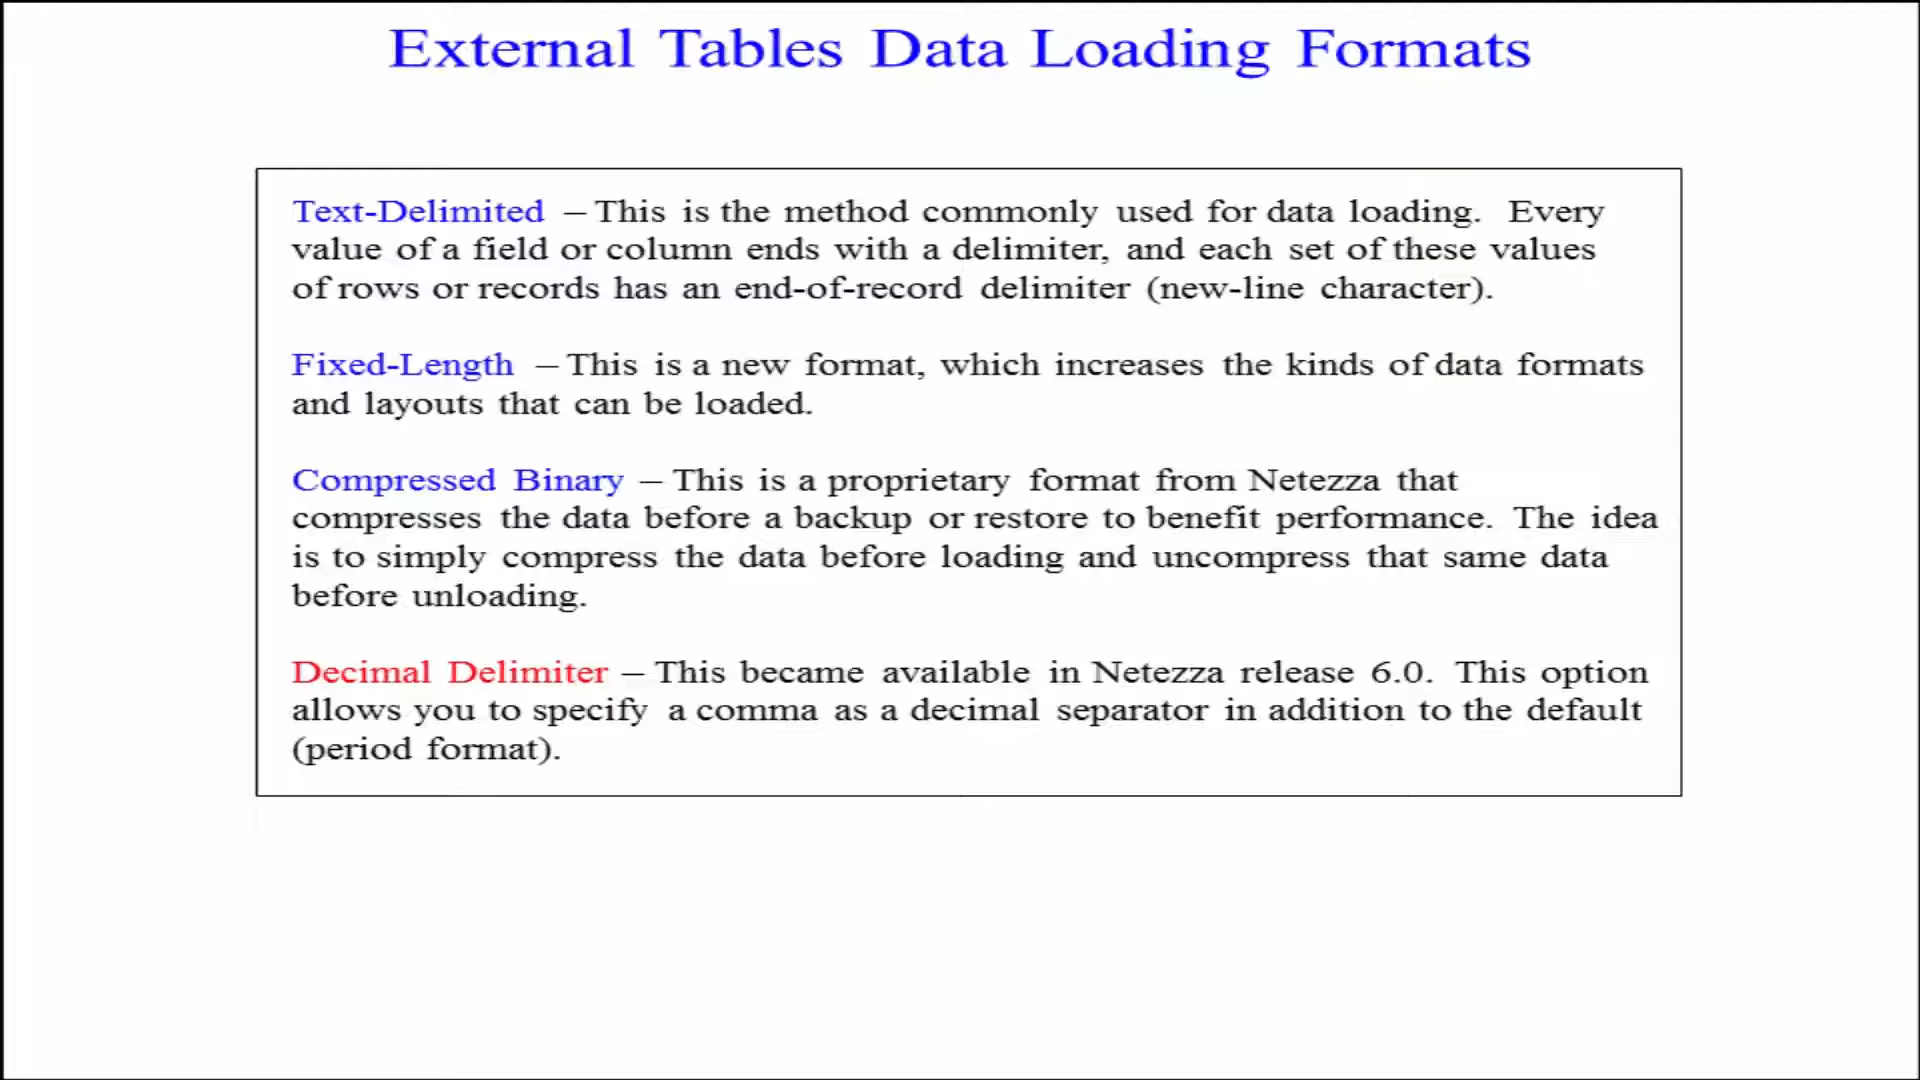 External Tables Data Loading Formats
Text-Delimited – This is the method commonly used for data loading. Every
value of a field or column ends with a delimiter, and each set of these values
of rows or records has an end-of-record delimiter (new-line character).
Fixed-Length – This is a new format, which increases the kinds of data formats
and layouts that can be loaded.
Compressed Binary – This is a proprietary format from Netezza that
compresses the data before a backup or restore to benefit performance. The idea
is to simply compress the data before loading and uncompress that same data
before unloading.
Decimal Delimiter – This became available in Netezza release 6.0. This option
allows you to specify a comma as a decimal separator in addition to the default
(period format).